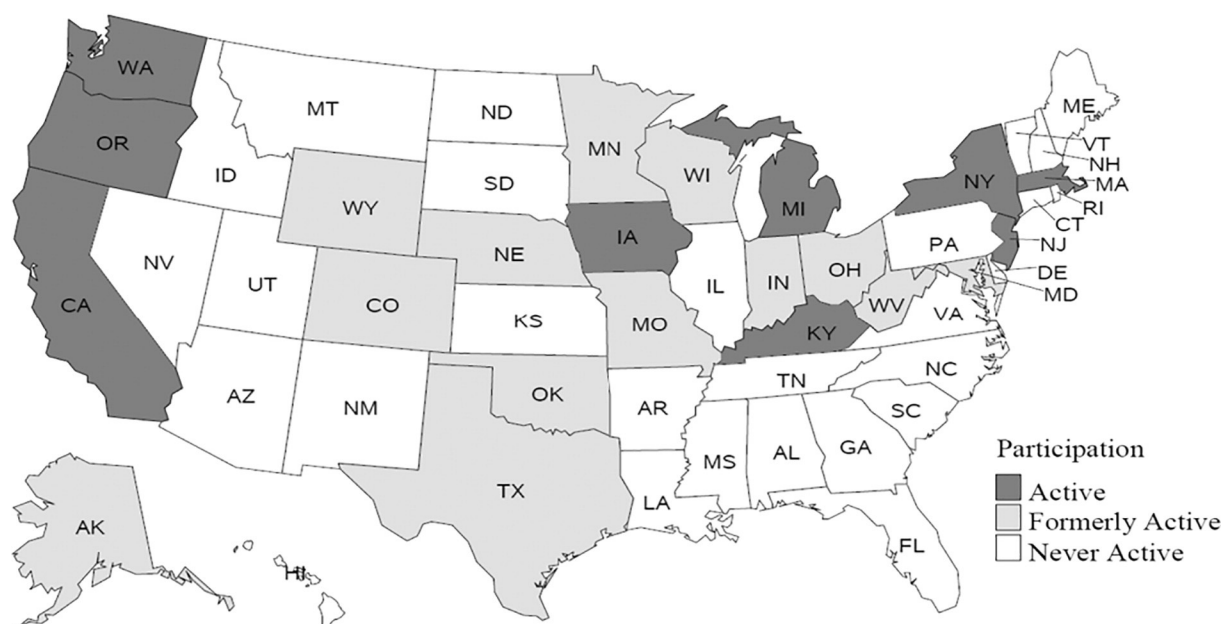 WA
MT
ND
ME
OR
MN
VT
ID
NH
SD
WI
NY
MA
WY
MI
RI
CT
IA
NE
PA
NJ
NV
OH
UT
IL
IN
DE
CO
WV
MD
CA
KS
MO
VA
KY
NC
TN
AZ
OK
NM
AR
SC
MS
AL
GA
Participation
TX
Active
LA
AK
Formerly Active
FL
Never Active
HI